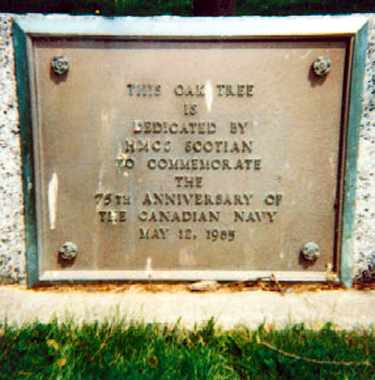 THIS OAK TREE
IS
DEDICATED BY
HMCS SCOTIAN
TO COMMEMORATE
THE
75TH ANNIVERSARY OF
THE CANADIAN NAVY
MAY 12, 1985